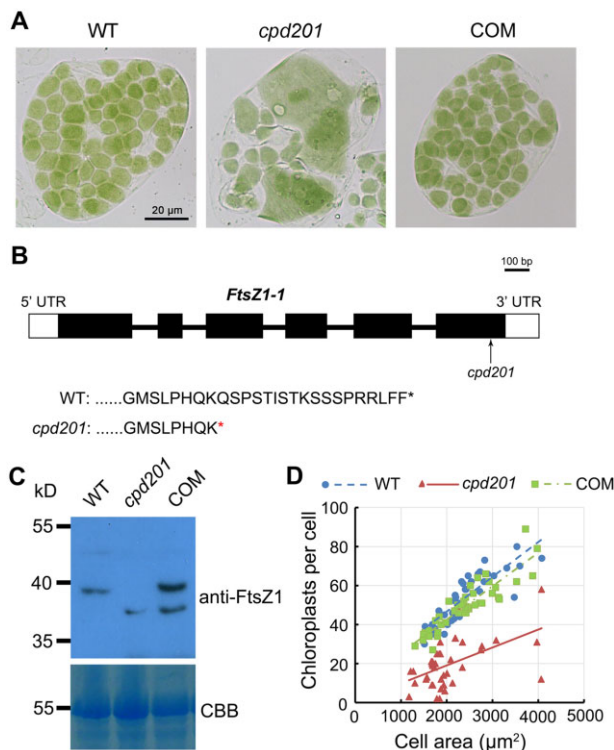 A
WT
cpd201
COM
20 μm
B
100 bp
5' UTR
FtsZ1-1
3' UTR
cpd201
WT: ......GMSLPHQKQSPSTISTKSSSPRRLFF*
cpd201: ......GMSLPHQK*
C
kD
WT
cpd201
COM
55
40
35
anti-FtsZ1
55
CBB
D
WT
cpd201
COM
Chloroplasts per cell
100
80
60
40
20
0
0 1000 2000 3000 4000 5000
Cell area (μm²)